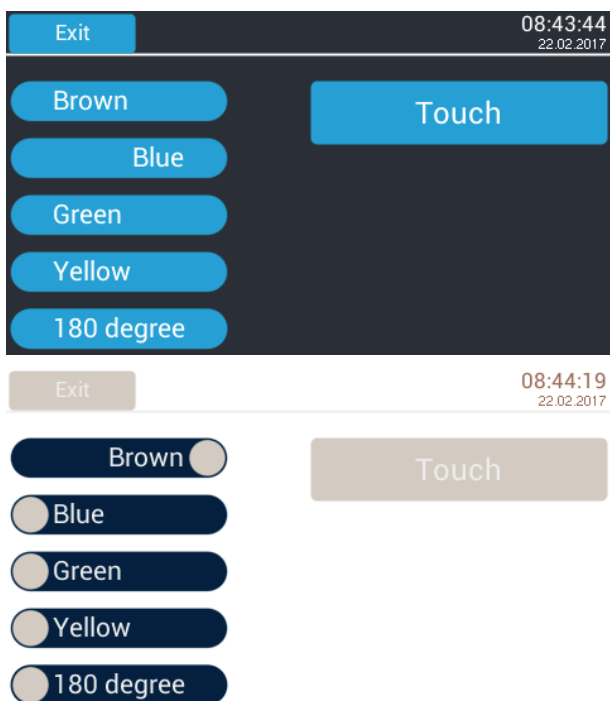 Exit
08:43:44
22.02.2017
Brown
Touch
Blue
Green
Yellow
180 degree
Exit
08:44:19
22.02.2017
Brown
Touch
Blue
Green
Yellow
180 degree